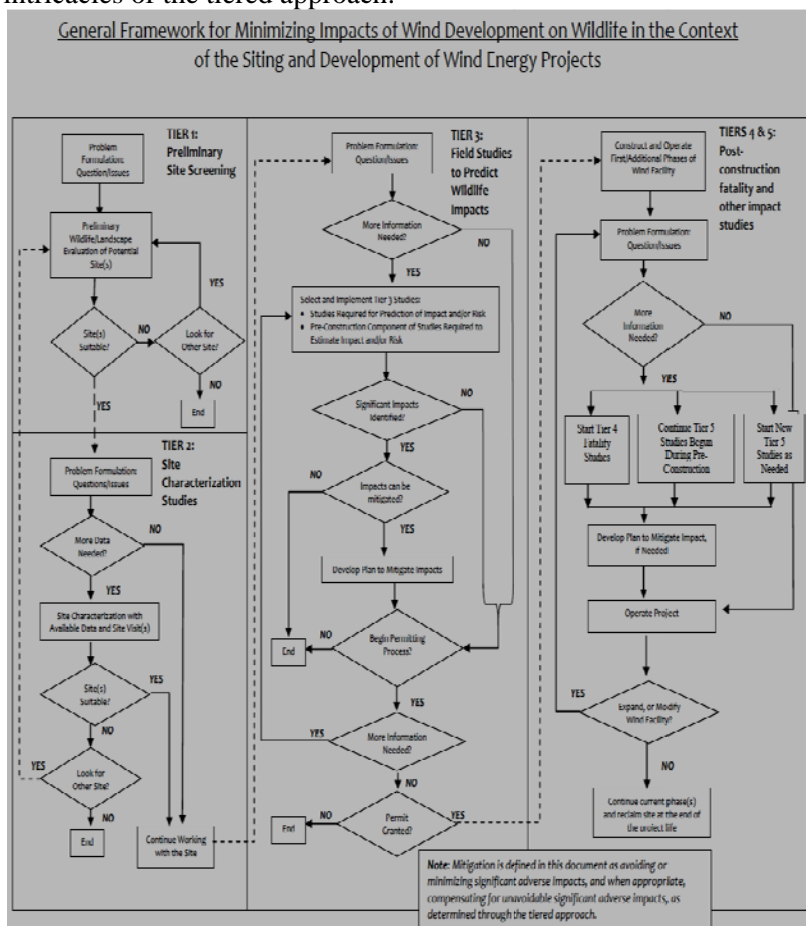 intricacies of the tiered approach.
General Framework for Minimizing Impacts of Wind Development on Wildlife in the Context
of the Siting and Development of Wind Energy Projects
TIER 1:
Preliminary
Site Screening
Problem
Formulation:
Question/Issues
Preliminary
Wildlife/Landscape
Evaluation of Potential
Site(s)
YES
Site(s)
Suitable?
NO
Look for
Other Site?
NO
End
YES
TIER 2:
Site
Characterization
Studies
Problem Formulation:
Questions/Issues
More Data
Needed?
NO
YES
Site Characterization with
Available Data and Site Visit(s)
Site(s)
Suitable?
YES
NO
YES
Look for
Other Site?
NO
End
Continue Working
with the Site
TIER 3:
Field Studies
to Predict
Wildlife
Impacts
Problem Formulation:
Question/Issues
More Information
Needed?
NO
YES
Select and Implement Tier 3 Studies:
• Studies Required for Prediction of Impact and/or Risk
• Pre-Construction Component of Studies Required to
Estimate Impact and/or Risk
Significant Impacts
Identified?
NO
YES
NO
Impacts can be
mitigated?
YES
Develop Plan to Mitigate Impacts
End
NO
Begin Permitting
Process?
YES
YES
More Information
Needed?
NO
End
NO
Permit
Granted?
YES
TIERS 4 & 5:
Post-
construction
fatality and
other impact
studies
Construct and Operate
First/Additional Phases of
Wind Facility
Problem Formulation:
Question/Issues
More
Information
Needed?
NO
YES
Start Tier 4
Fatality
Studies
Continue Tier 5
Studies Begun
During Pre-
Construction
Start New
Tier 5
Studies as
Needed
Develop Plan to Mitigate Impact,
if Needed
Operate Project
YES
Expand, or Modify
Wind Facility?
NO
Continue current phase(s)
and reclaim site at the end
of the project life
Note: Mitigation is defined in this document as avoiding or
minimizing significant adverse impacts, and when appropriate,
compensating for unavoidable significant adverse impacts, as
determined through the tiered approach.